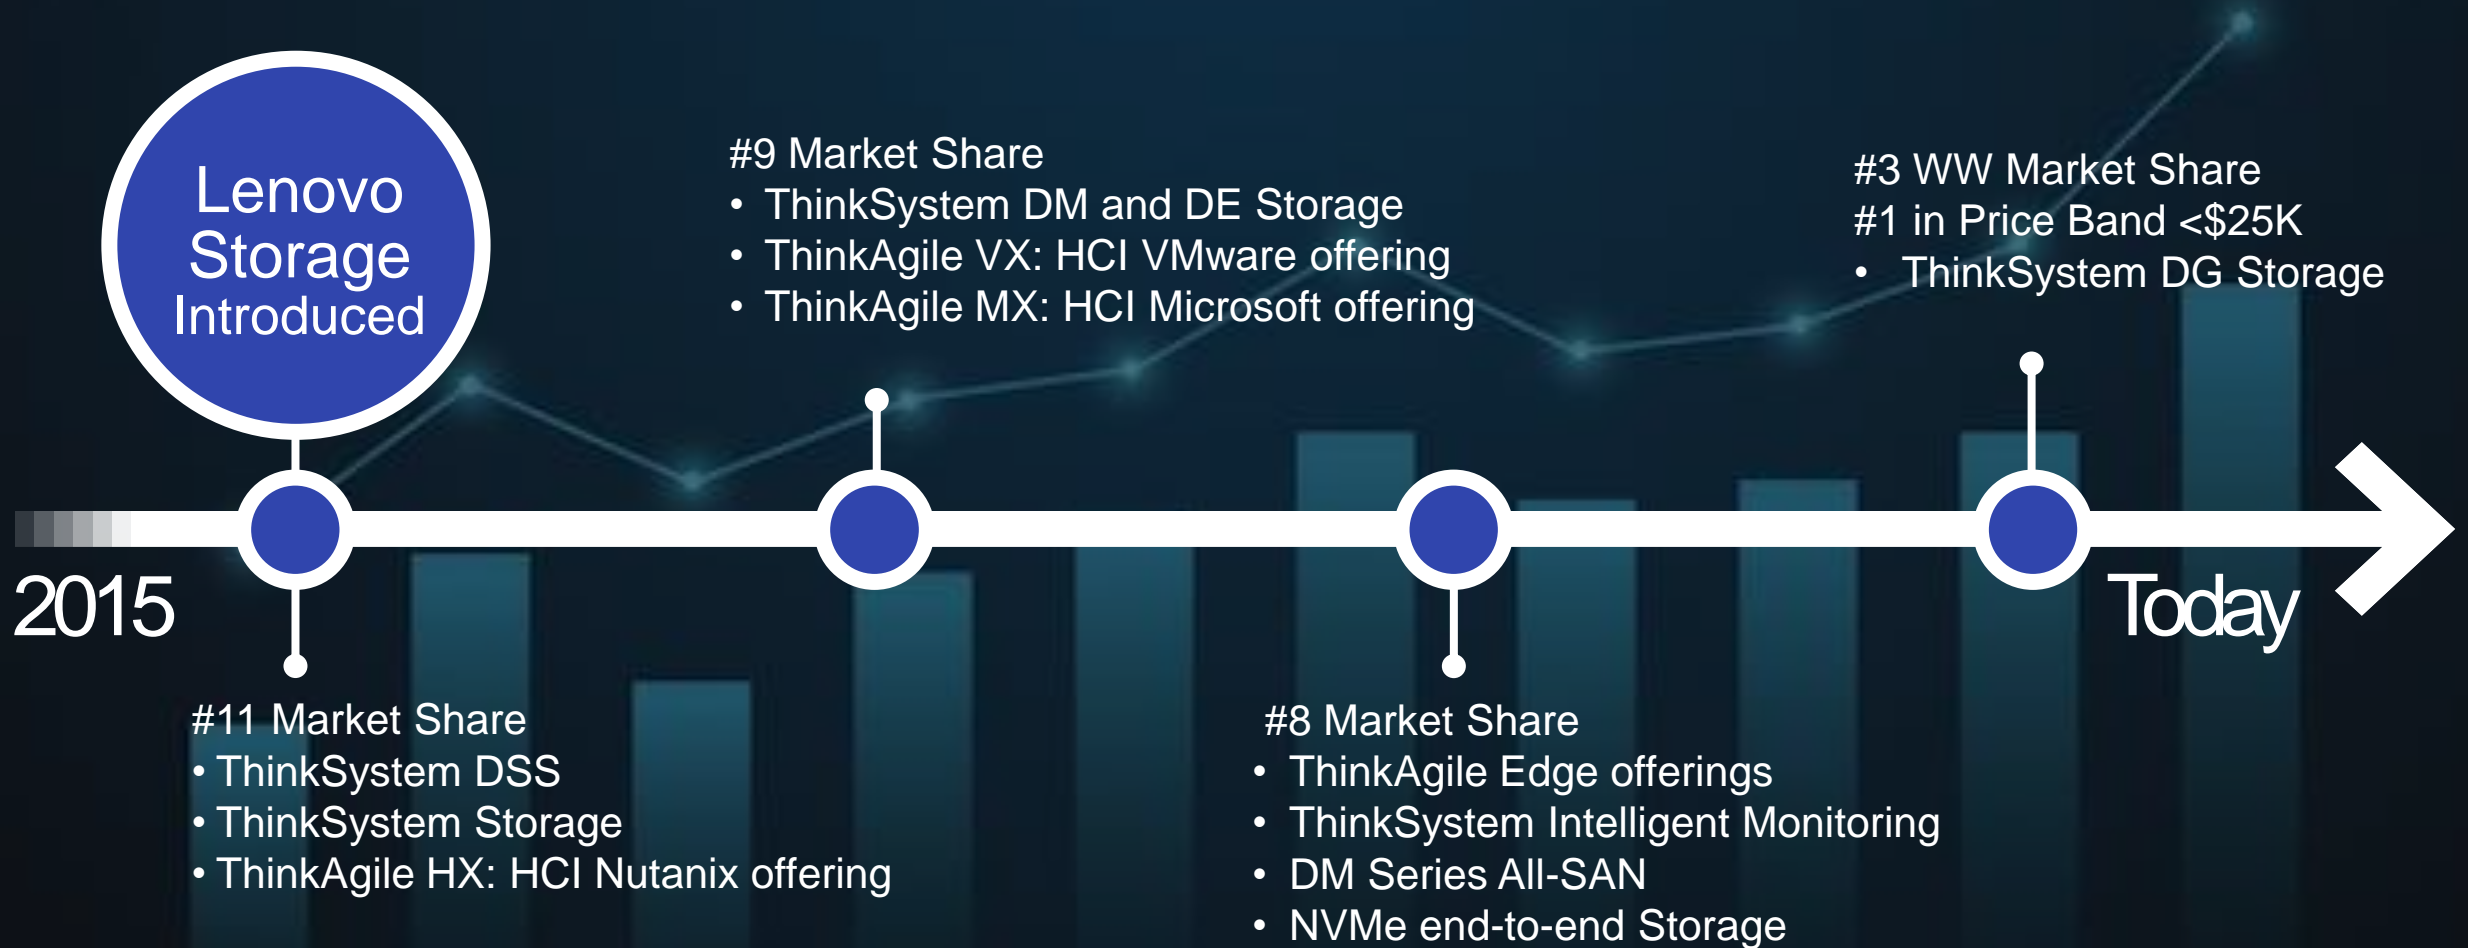 Lenovo
Storage
Introduced
#9 Market Share
• ThinkSystem DM and DE Storage
• ThinkAgile VX: HCI VMware offering
• ThinkAgile MX: HCI Microsoft offering
#3 WW Market Share
#1 in Price Band <$25K
• ThinkSystem DG Storage
2015
Today
#11 Market Share
• ThinkSystem DSS
• ThinkSystem Storage
• ThinkAgile HX: HCI Nutanix offering
#8 Market Share
• ThinkAgile Edge offerings
• ThinkSystem Intelligent Monitoring
• DM Series All-SAN
• NVMe end-to-end Storage